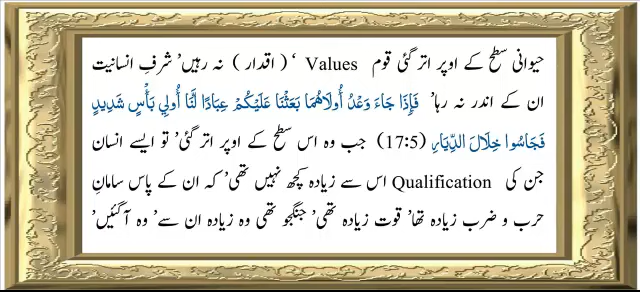 حیوانی سطح کے اوپر اتر گئی قوم Values ‘ ( اقدار ) نہ رہیں’ شرفِ انسانیت
ان کے اندر نہ رہا’ فَإِذَا جَاءَ وَعْدُ أُولَاهُمَا بَعَثْنَا عَلَيْكُمْ عِبَادًا لَّنَا أُولِي بَأْسٍ شَدِيدٍ
فَجَاسُوا خِلَالَ الدِّيَارِ (17:5) جب وہ اس سطح کے اوپر اتر گئی’ تو ایسے انسان
جن کی Qualification اس سے زیادہ کچھ نہیں تھی’ کہ ان کے پاس سامانِ
حرب و ضرب زیادہ تھا’ قوت زیادہ تھی’ جنگجو تھی وہ زیادہ ان سے’ وہ آ گئیں’